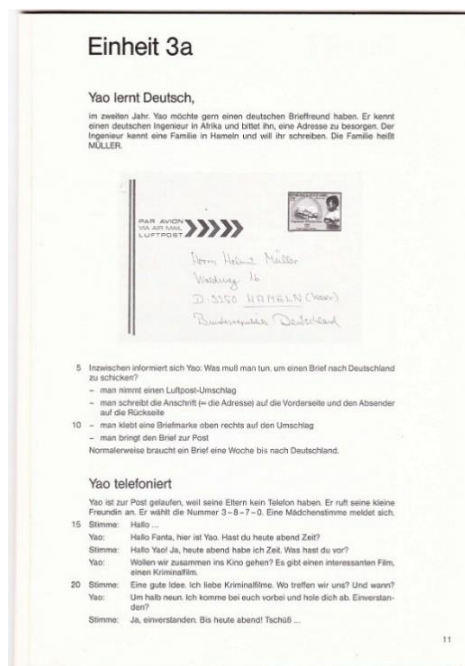 Einheit 3a
Yao lernt Deutsch,
im zweiten Jahr. Yao möchte gern einen deutschen Brieffreund haben. Er kennt
einen deutschen Ingenieur in Afrika und bittet ihn, eine Adresse zu besorgen. Der
Ingenieur kennt eine Familie in Hameln und will ihr schreiben. Die Familie heißt
MÜLLER.
PAR AVION
VIA AIR MAIL
LUFTPOST
Herrn Helmut Müller
16
D-3250 HAMELN (Weser)
Bundesrepublik Deutschland
5 Inzwischen informiert sich Yao: Was muß man tun, um einen Brief nach Deutschland
zu schicken?
– man nimmt einen Luftpost-Umschlag
– man schreibt die Anschrift (= die Adresse) auf die Vorderseite und den Absender
auf die Rückseite
10 – man klebt eine Briefmarke oben rechts auf den Umschlag
– man bringt den Brief zur Post
Normalerweise braucht ein Brief eine Woche bis nach Deutschland.
Yao telefoniert
Yao ist zur Post gelaufen, weil seine Eltern kein Telefon haben. Er ruft seine kleine
Freundin an. Er wählt die Nummer 3–8–7–0. Eine Mädchenstimme meldet sich.
15 Stimme: Hallo ...
Yao: Hallo Fanta, hier ist Yao. Hast du heute abend Zeit?
Stimme: Hallo Yao! Ja, heute abend habe ich Zeit. Was hast du vor?
Yao: Wollen wir zusammen ins Kino gehen? Es gibt einen interessanten Film,
einen Kriminalfilm.
20 Stimme: Eine gute Idee. Ich liebe Kriminalfilme. Wo treffen wir uns? Und wann?
Yao: Um halb neun. Ich komme bei euch vorbei und hole dich ab. Einverstan-
den?
Stimme: Ja, einverstanden. Bis heute abend! Tschüß ...
11